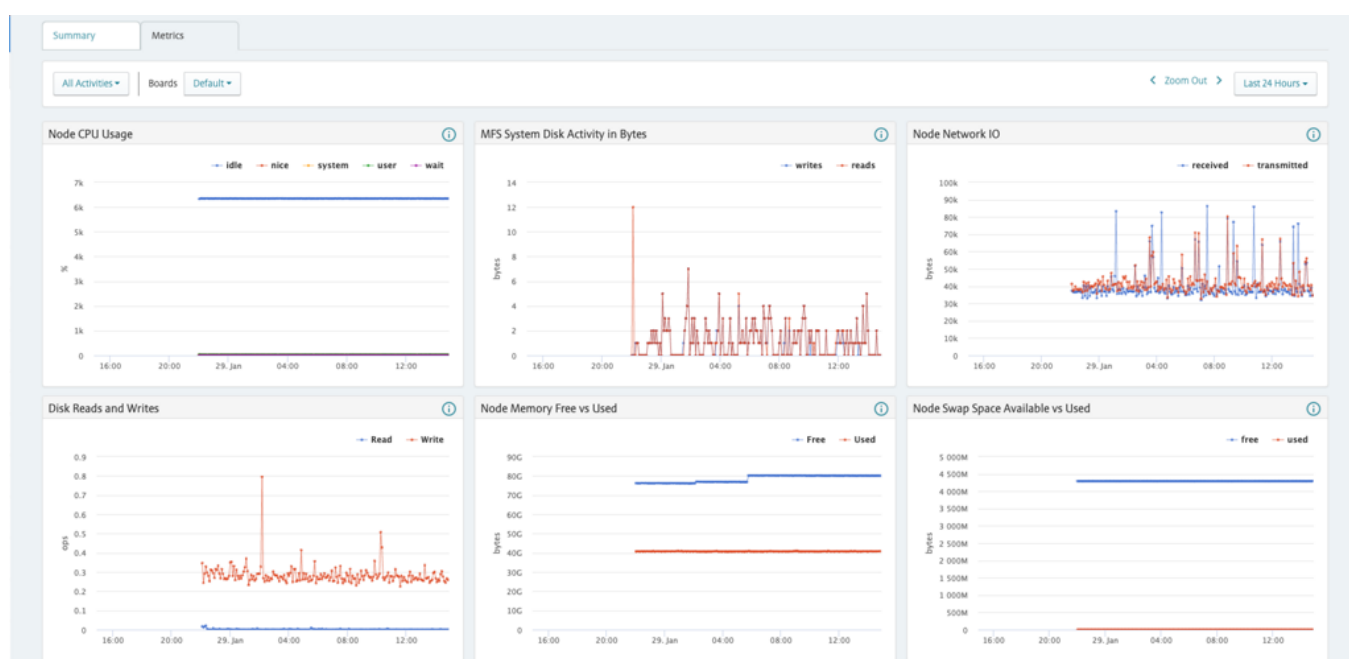 Summary Metrics
All Activities Boards Default Zoom Out Last 24 Hours
Node CPU Usage
idle nice system user wait
7k
6k
5k
4k
3k
2k
1k
0
%
16:00 20:00 29. Jan 04:00 08:00 12:00
MFS System Disk Activity in Bytes
writes reads
14
12
10
8
6
4
2
0
bytes
16:00 20:00 29. Jan 04:00 08:00 12:00
Node Network IO
received transmitted
100k
90k
80k
70k
60k
50k
40k
30k
20k
10k
0
bytes
16:00 20:00 29. Jan 04:00 08:00 12:00
Disk Reads and Writes
Read Write
0.9
0.8
0.7
0.6
0.5
0.4
0.3
0.2
0.1
0
ops
16:00 20:00 29. Jan 04:00 08:00 12:00
Node Memory Free vs Used
Free Used
90G
80G
70G
60G
50G
40G
30G
20G
10G
0
bytes
16:00 20:00 29. Jan 04:00 08:00 12:00
Node Swap Space Available vs Used
free used
5 000M
4 500M
4 000M
3 500M
3 000M
2 500M
2 000M
1 500M
1 000M
500M
0
bytes
16:00 20:00 29. Jan 04:00 08:00 12:00